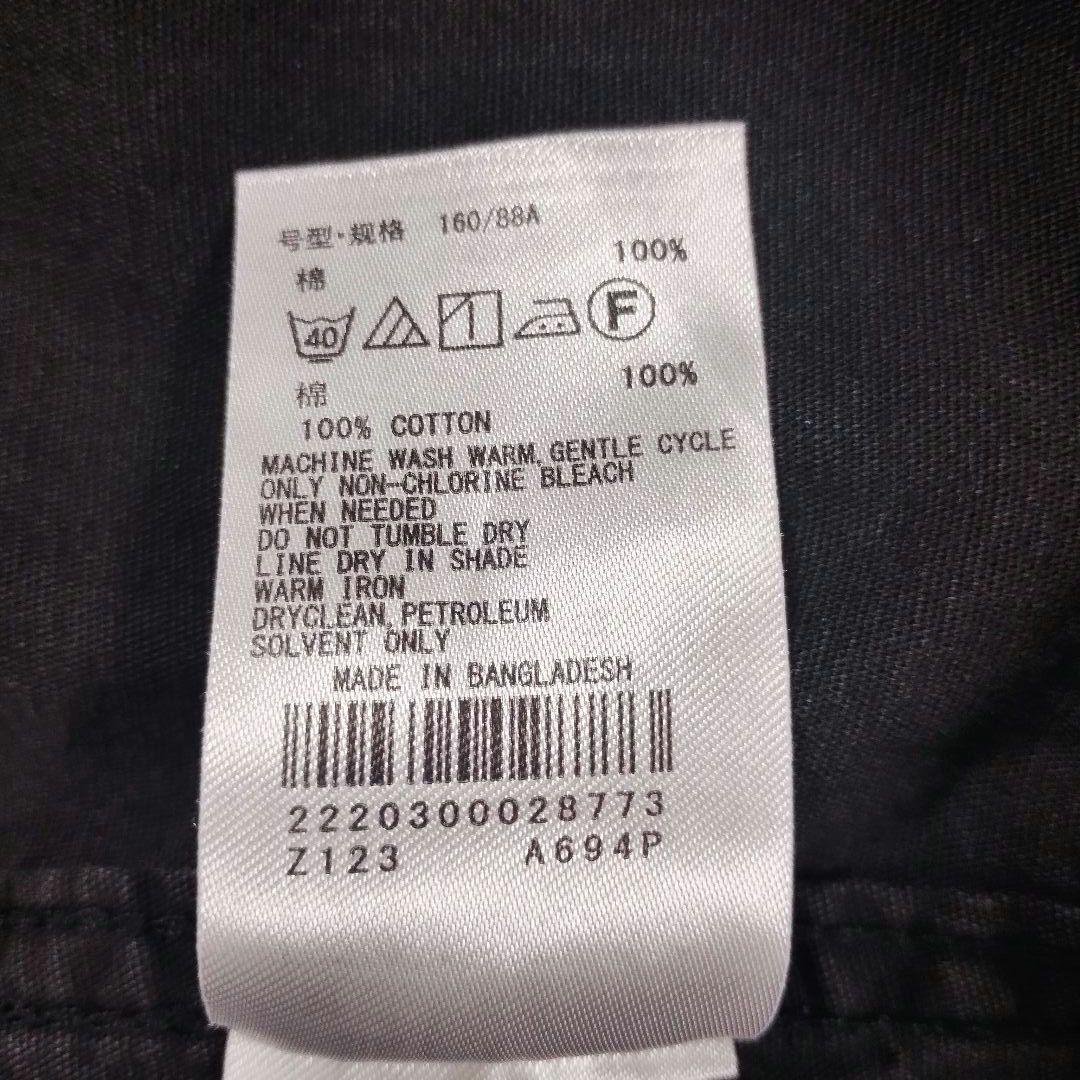 号型·规格 160/88A
棉 100%
40 1 F
棉 100%
100% COTTON
MACHINE WASH WARM, GENTLE CYCLE
ONLY NON-CHLORINE BLEACH
WHEN NEEDED
DO NOT TUMBLE DRY
LINE DRY IN SHADE
WARM IRON
DRYCLEAN, PETROLEUM
SOLVENT ONLY
MADE IN BANGLADESH
2220300028773
Z123 A694P